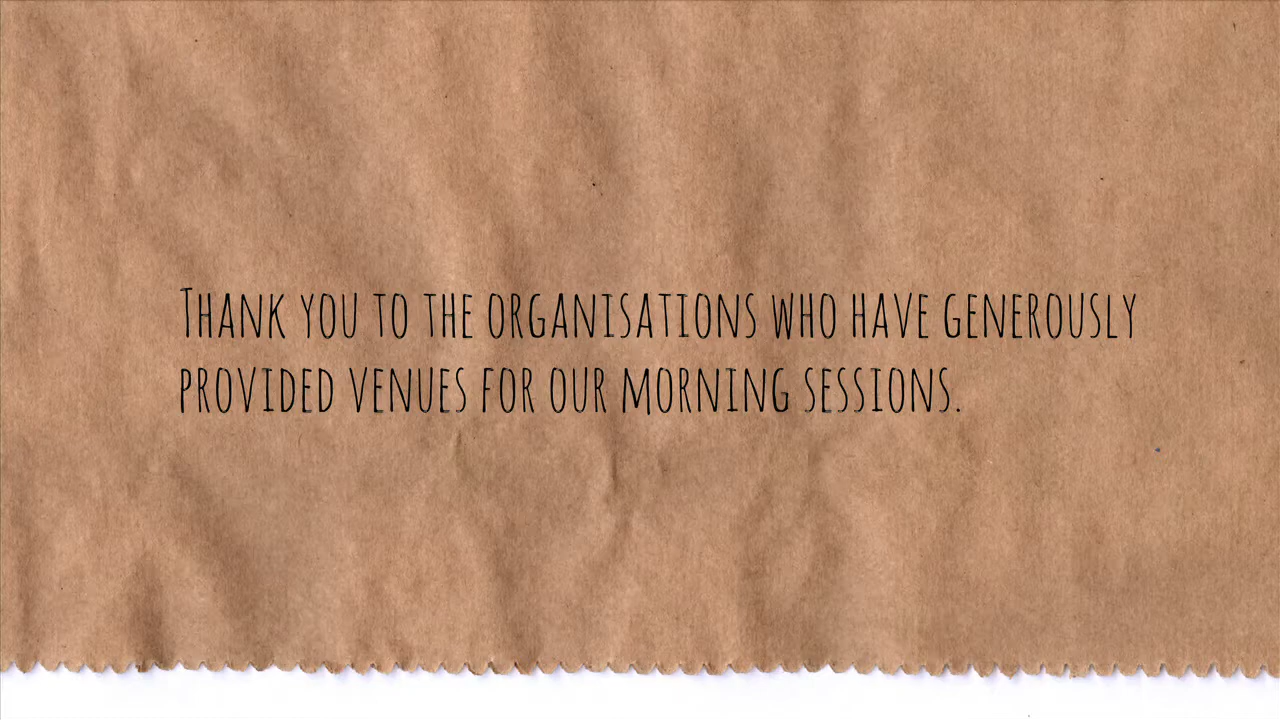 Thank you to the organisations who have generously
provided venues for our morning sessions.